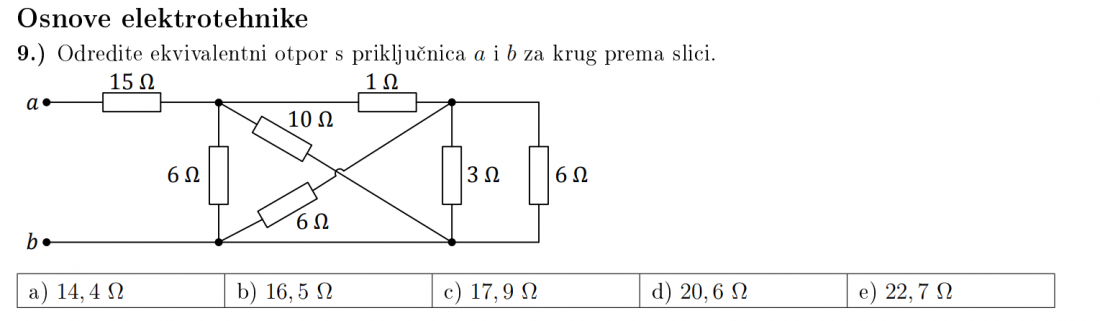 Osnove elektrotehnike
9.) Odredite ekvivalentni otpor s priključnica a i b za krug prema slici.
15 Ω 1 Ω
a
10 Ω
6 Ω 3 Ω 6 Ω
6 Ω
b
a) 14,4 Ω b) 16,5 Ω c) 17,9 Ω d) 20,6 Ω e) 22,7 Ω